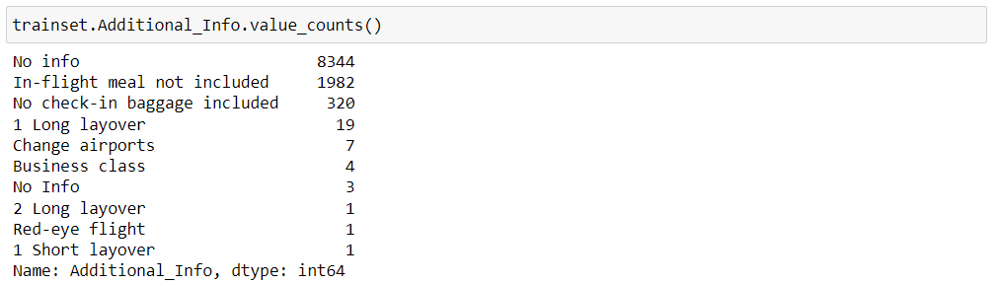 trainset.Additional_Info.value_counts()
No info 8344
In-flight meal not included 1982
No check-in baggage included 320
1 Long layover 19
Change airports 7
Business class 4
No Info 3
2 Long layover 1
Red-eye flight 1
1 Short layover 1
Name: Additional_Info, dtype: int64